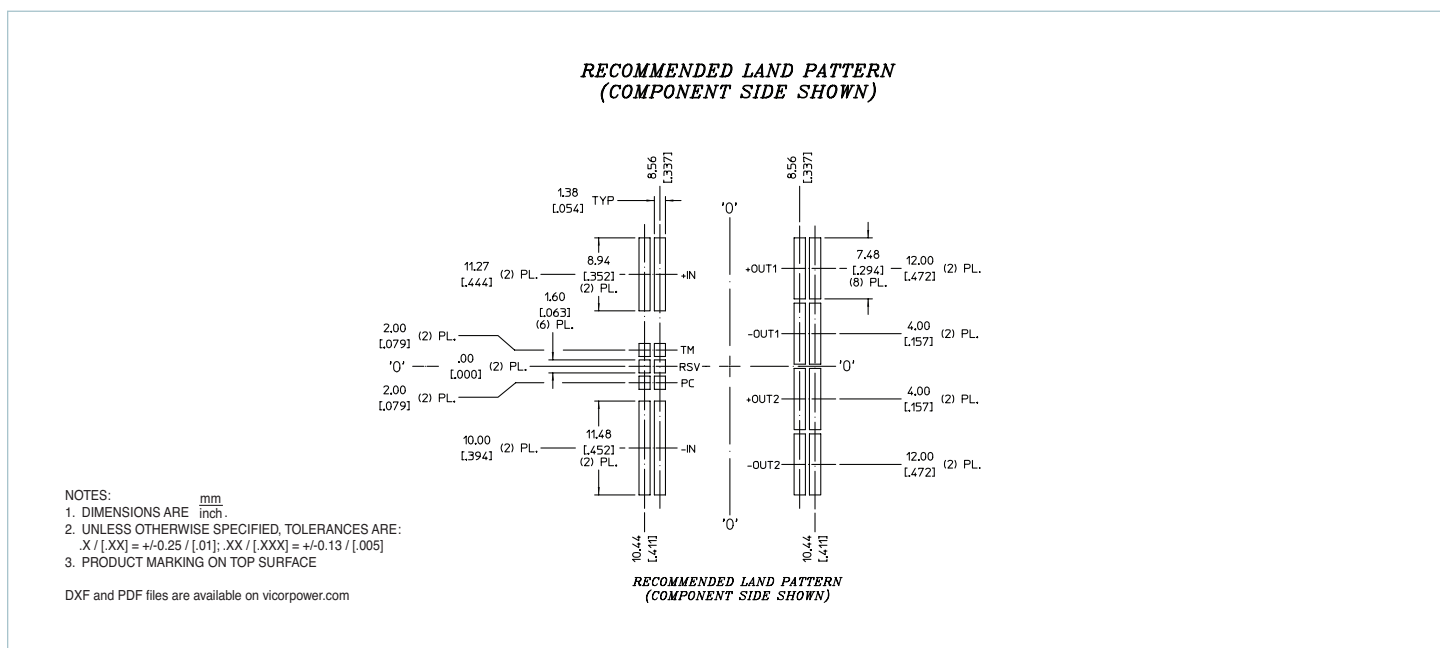 RECOMMENDED LAND PATTERN
(COMPONENT SIDE SHOWN)
8.56
[.337]
8.56
[.337]
1.38
[.054]
TYP
'0'
11.27
[.444]
(2) PL.
8.94
[.352]
(2) PL.
+IN
+OUT1
7.48
[.294]
(8) PL.
12.00
[.472]
(2) PL.
1.60
[.063]
(6) PL.
2.00
[.079]
(2) PL.
TM
-OUT1
4.00
[.157]
(2) PL.
'0'
.00
[.000]
(2) PL.
RSV
'0'
2.00
[.079]
(2) PL.
PC
+OUT2
4.00
[.157]
(2) PL.
10.00
[.394]
(2) PL.
11.48
[.452]
(2) PL.
-IN
-OUT2
12.00
[.472]
(2) PL.
'0'
10.44
[.411]
10.44
[.411]
RECOMMENDED LAND PATTERN
(COMPONENT SIDE SHOWN)
NOTES:
1. DIMENSIONS ARE mm
inch.
2. UNLESS OTHERWISE SPECIFIED, TOLERANCES ARE:
.X / [.XX] = +/-0.25 / [.01]; .XX / [.XXX] = +/-0.13 / [.005]
3. PRODUCT MARKING ON TOP SURFACE
DXF and PDF files are available on vicorpower.com